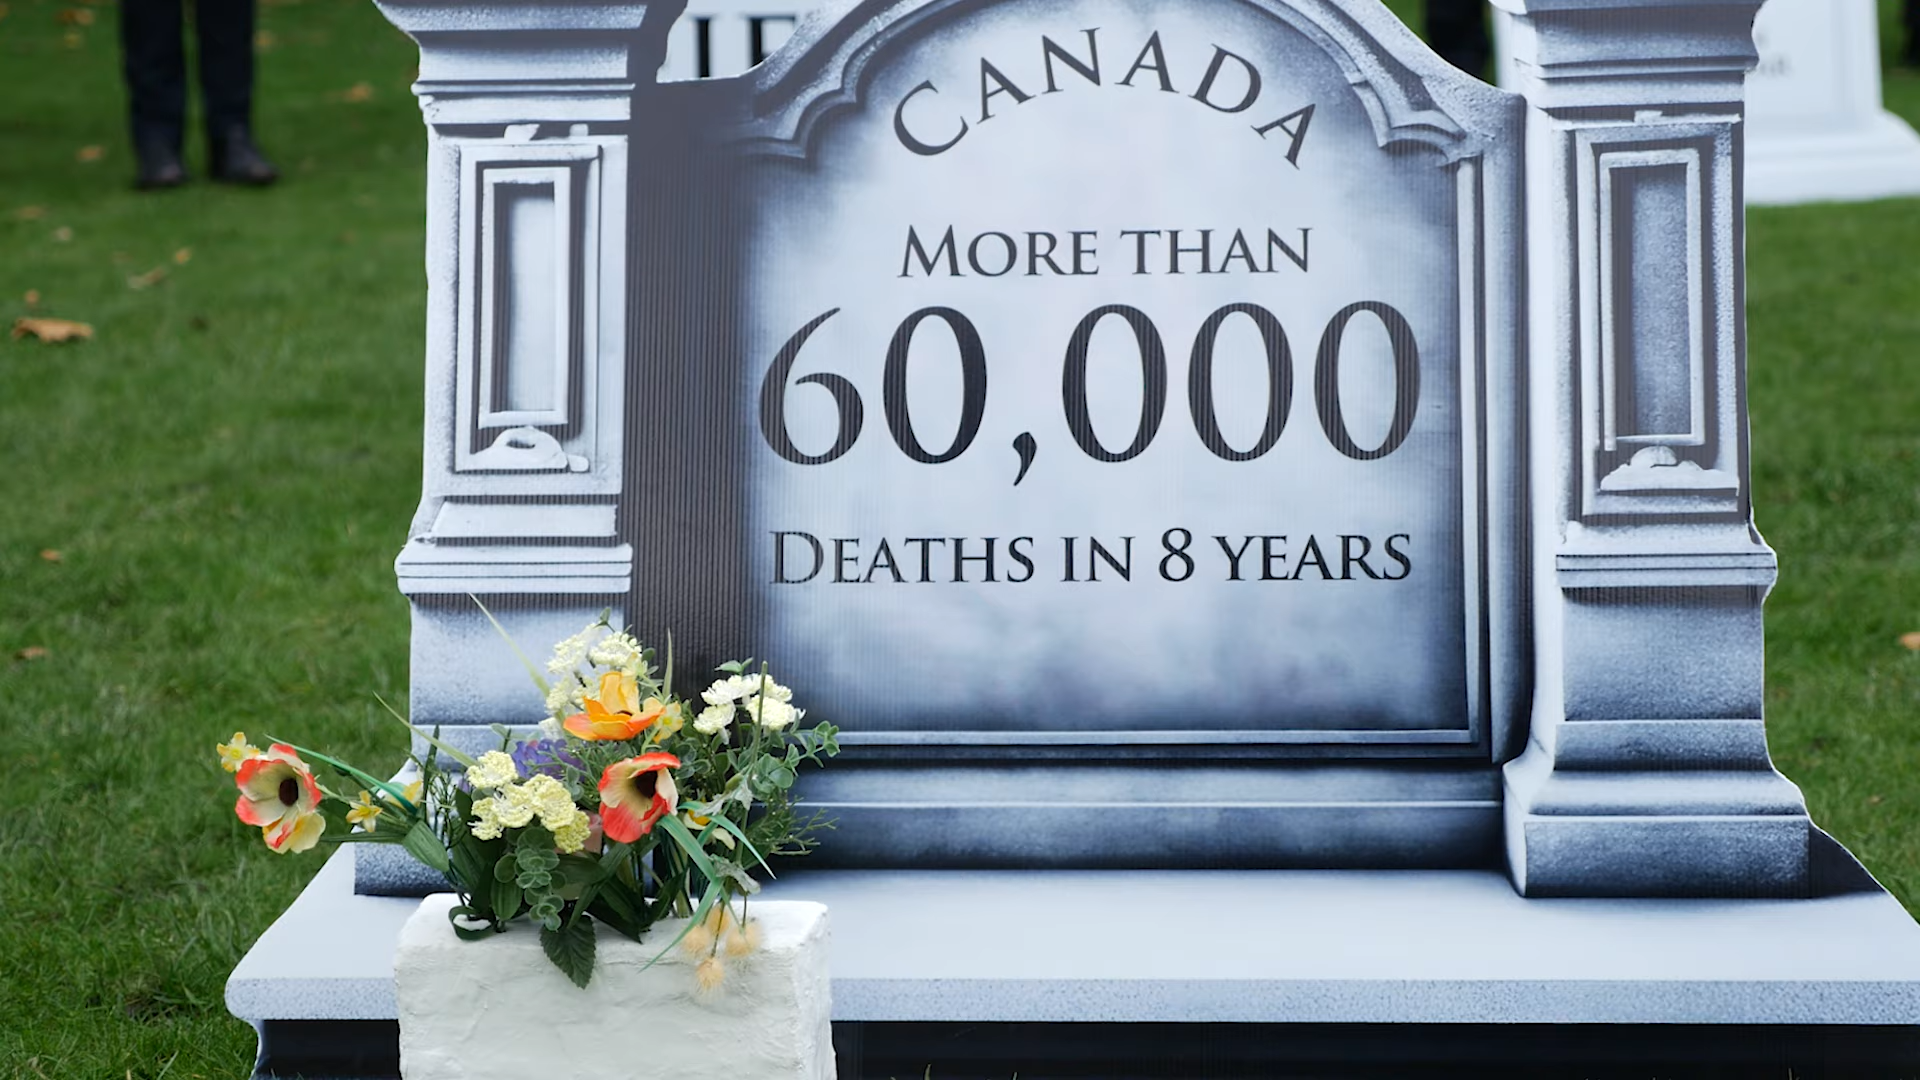 CANADA
MORE THAN
60,000
DEATHS IN 8 YEARS